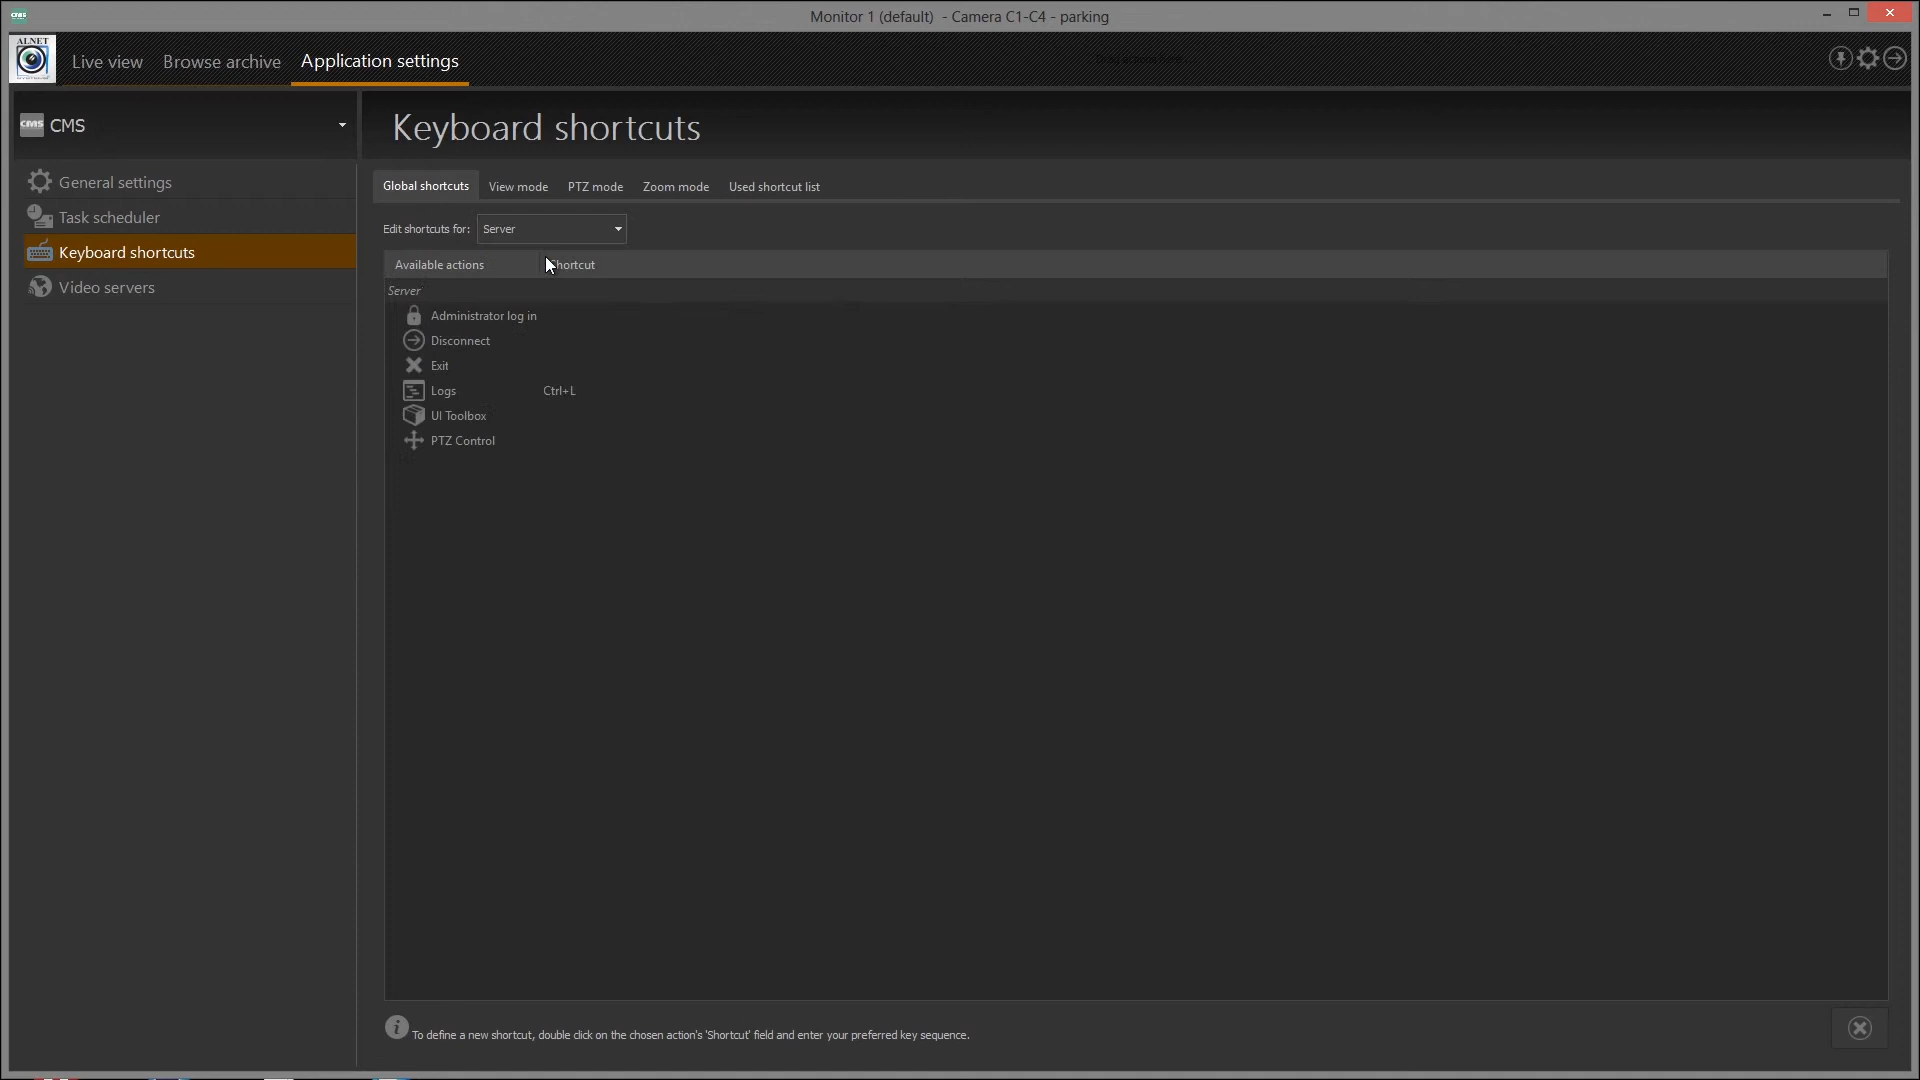 CMS
Monitor 1 (default) - Camera C1-C4 - parking
ALNET
Live view
Browse archive
Application settings
CMS CMS
Keyboard shortcuts
General settings
Task scheduler
Keyboard shortcuts
Video servers
Global shortcuts
View mode
PTZ mode
Zoom mode
Used shortcut list
Edit shortcuts for:
Server
Available actions
Shortcut
Server
Administrator log in
Disconnect
Exit
Logs
Ctrl+L
UI Toolbox
PTZ Control
To define a new shortcut, double click on the chosen action's 'Shortcut' field and enter your preferred key sequence.